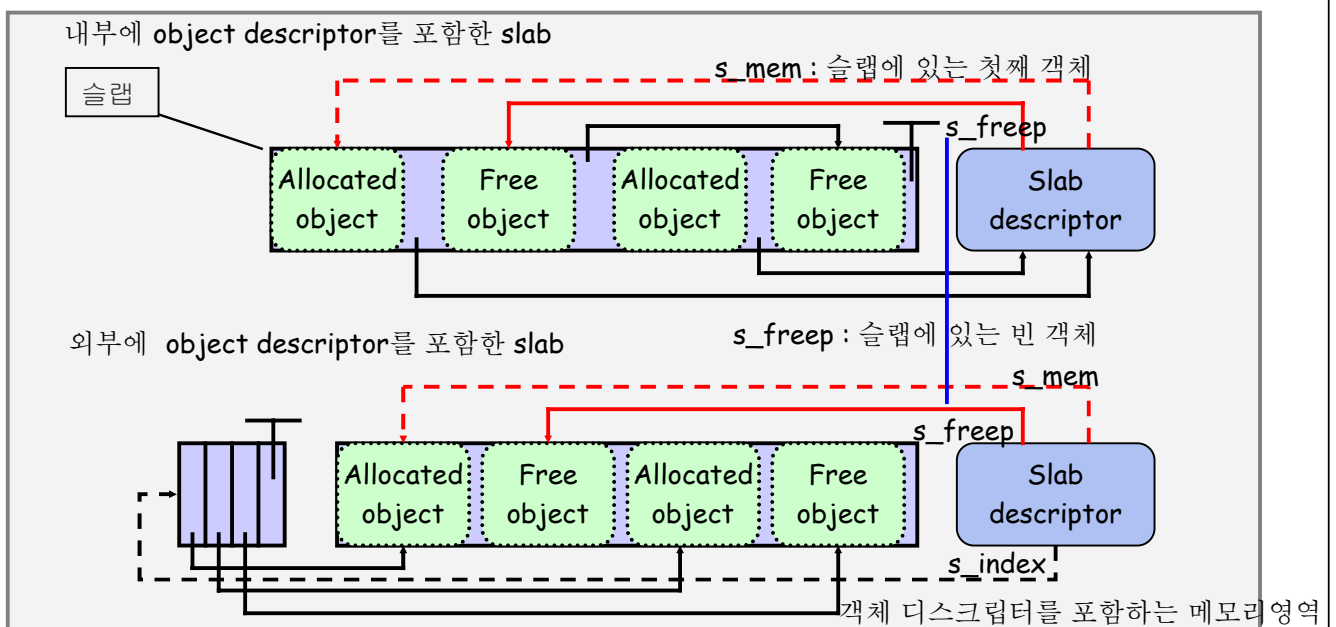 내부에 object descriptor를 포함한 slab
s_mem : 슬랩에 있는 첫째 객체
슬랩
s_freep
Allocated
object
Free
object
Allocated
object
Free
object
Slab
descriptor
외부에 object descriptor를 포함한 slab
s_freep : 슬랩에 있는 빈 객체
s_mem
s_freep
Allocated
object
Free
object
Allocated
object
Free
object
Slab
descriptor
s_index
객체 디스크립터를 포함하는 메모리영역